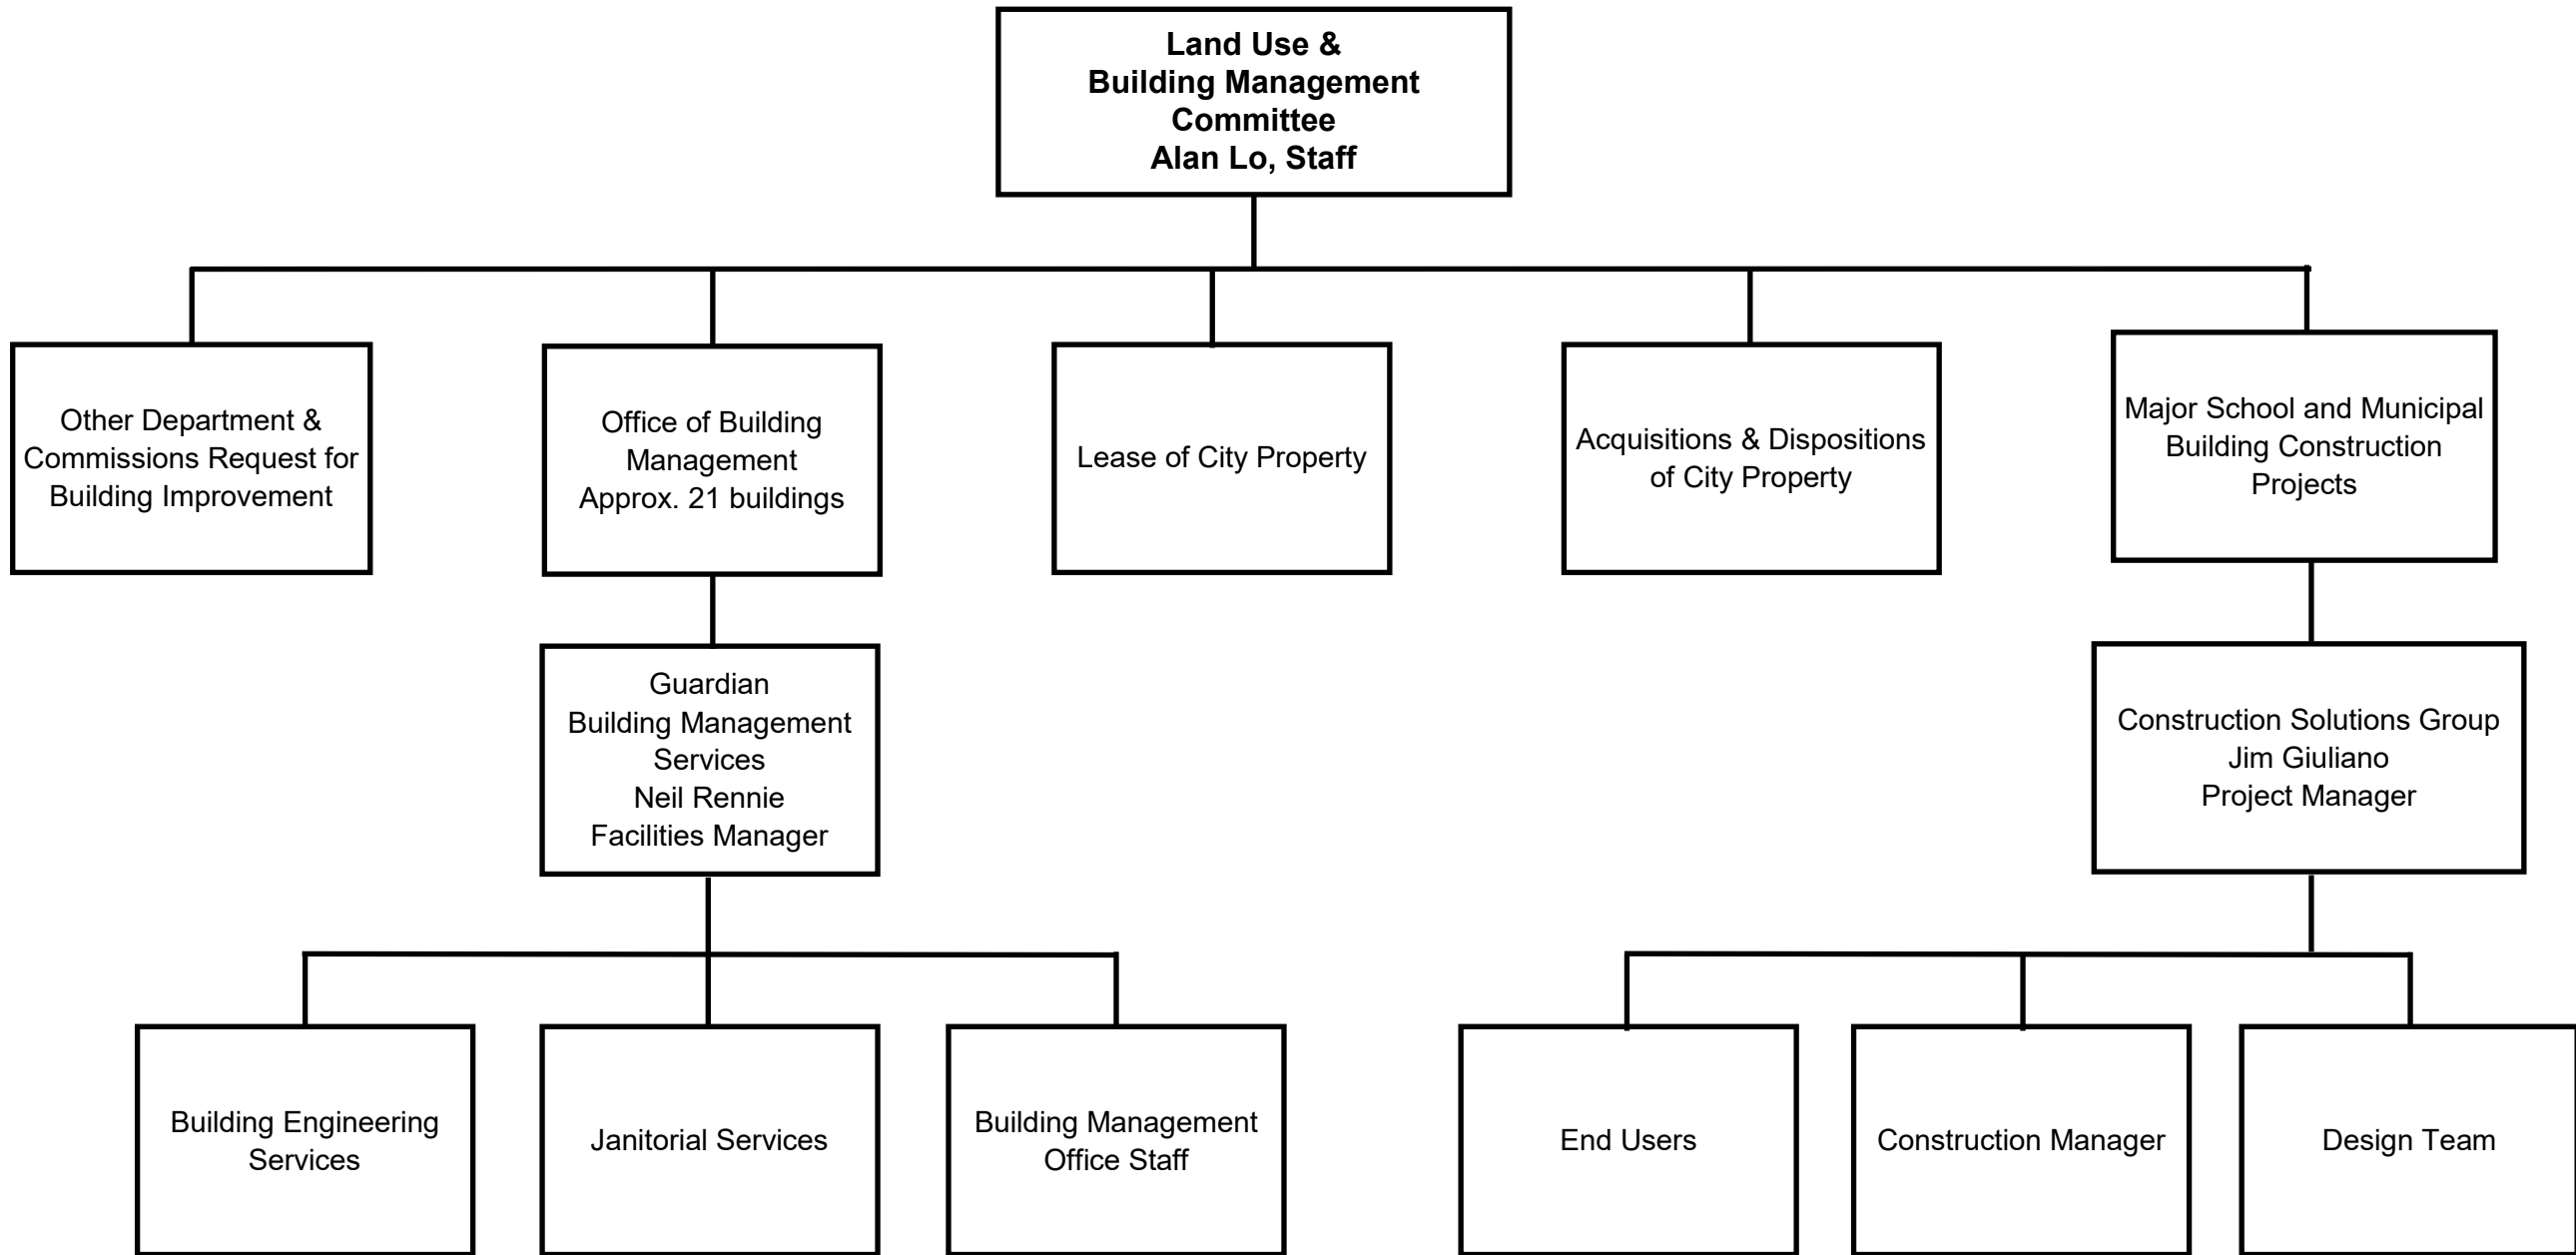 Land Use &
Building Management
Committee
Alan Lo, Staff
Other Department &
Commissions Request for
Building Improvement
Office of Building
Management
Approx. 21 buildings
Lease of City Property
Acquisitions & Dispositions
of City Property
Major School and Municipal
Building Construction
Projects
Guardian
Building Management
Services
Neil Rennie
Facilities Manager
Construction Solutions Group
Jim Giuliano
Project Manager
Building Engineering
Services
Janitorial Services
Building Management
Office Staff
End Users
Construction Manager
Design Team